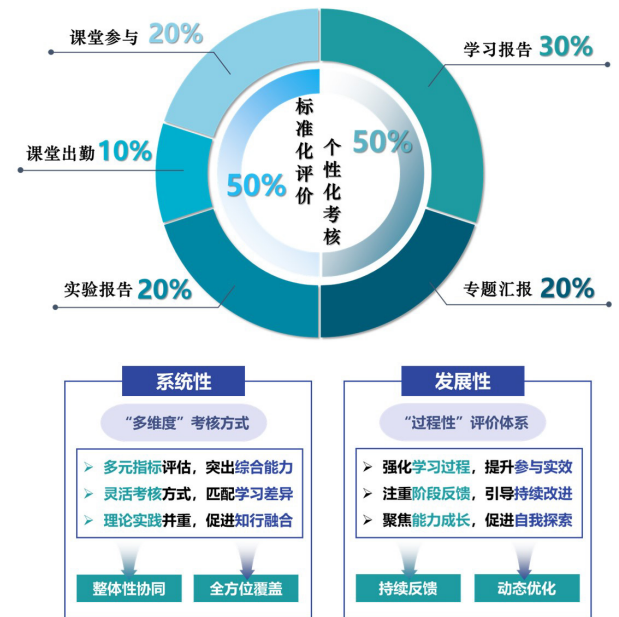 课堂参与 20%
学习报告 30%
标准化评价
50%
个性化考核
50%
课堂出勤 10%
实验报告 20%
专题汇报 20%
系统性
“多维度”考核方式
多元指标评估，突出综合能力
灵活考核方式，匹配学习差异
理论实践并重，促进知行融合
整体性协同
全方位覆盖
发展性
“过程性”评价体系
强化学习过程，提升参与实效
注重阶段反馈，引导持续改进
聚焦能力成长，促进自我探索
持续反馈
动态优化